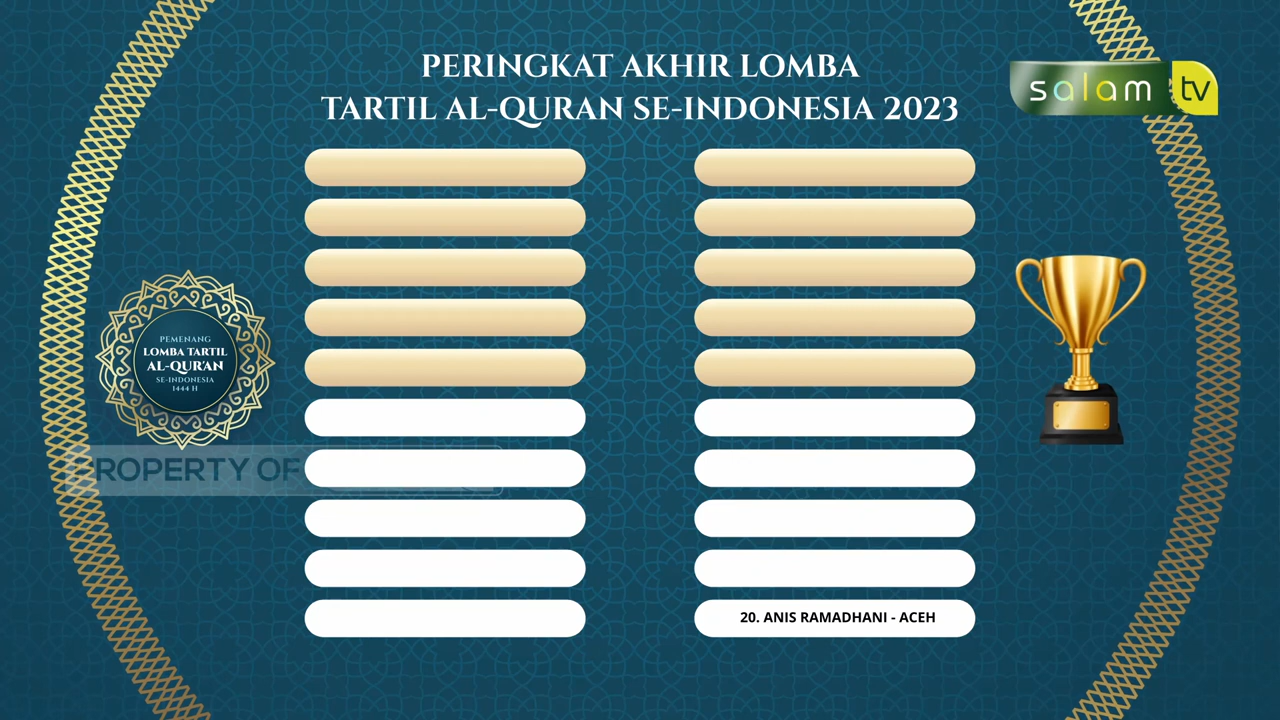 PERINGKAT AKHIR LOMBA
TARTIL AL-QURAN SE-INDONESIA 2023
salam tv
PEMENANG
LOMBA TARTIL
AL-QUR'AN
SE-INDONESIA
1444 H
ROPERTY OF
20. ANIS RAMADHANI - ACEH